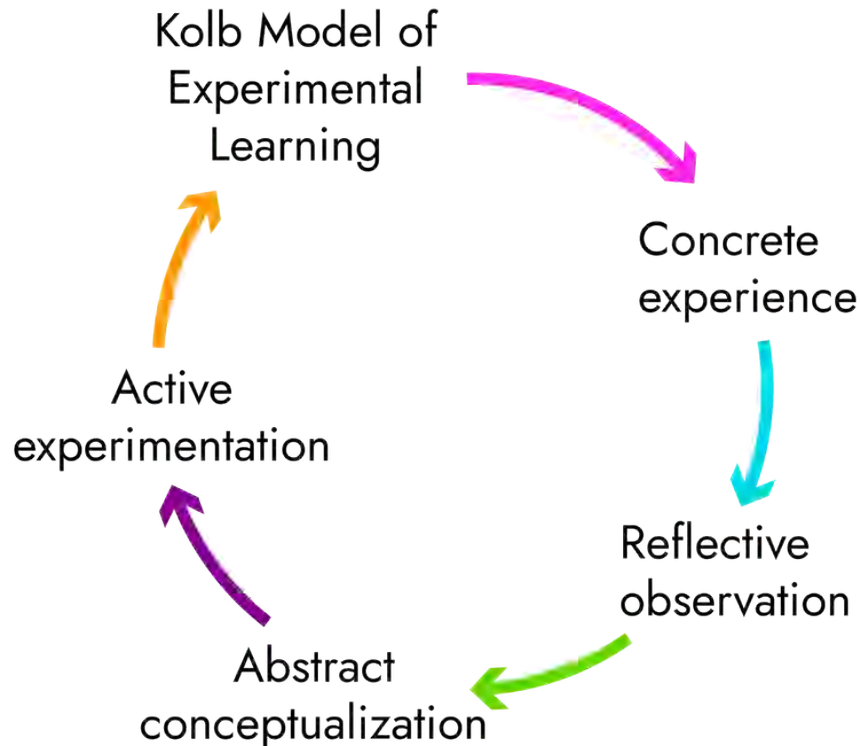 Kolb Model of
Experimental
Learning
Concrete
experience
Reflective
observation
Abstract
conceptualization
Active
experimentation